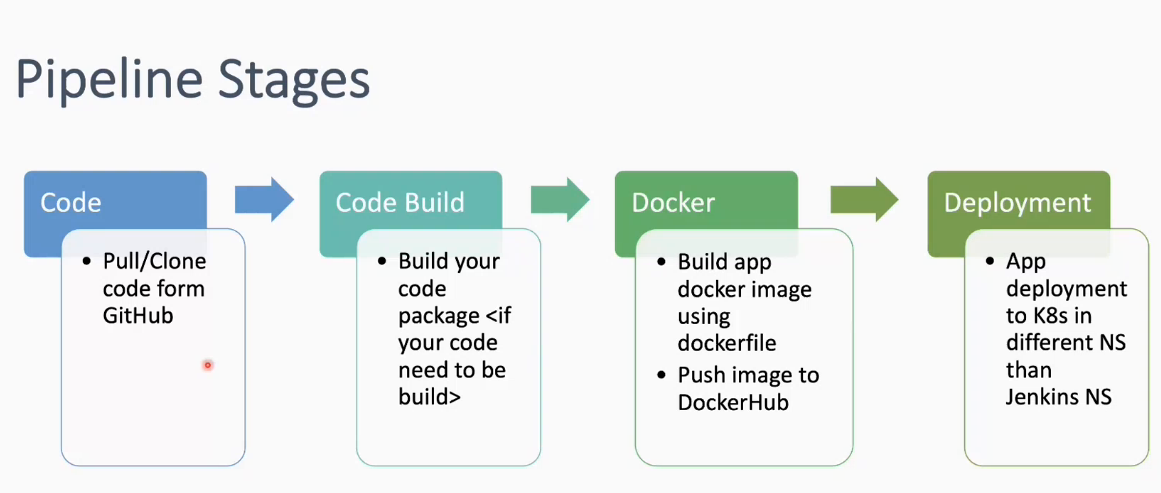 Pipeline Stages
Code
• Pull/Clone
code form
GitHub
Code Build
• Build your
code
package <if
your code
need to be
build>
Docker
• Build app
docker image
using
dockerfile
• Push image to
DockerHub
Deployment
• App
deployment
to K8s in
different NS
than
Jenkins NS